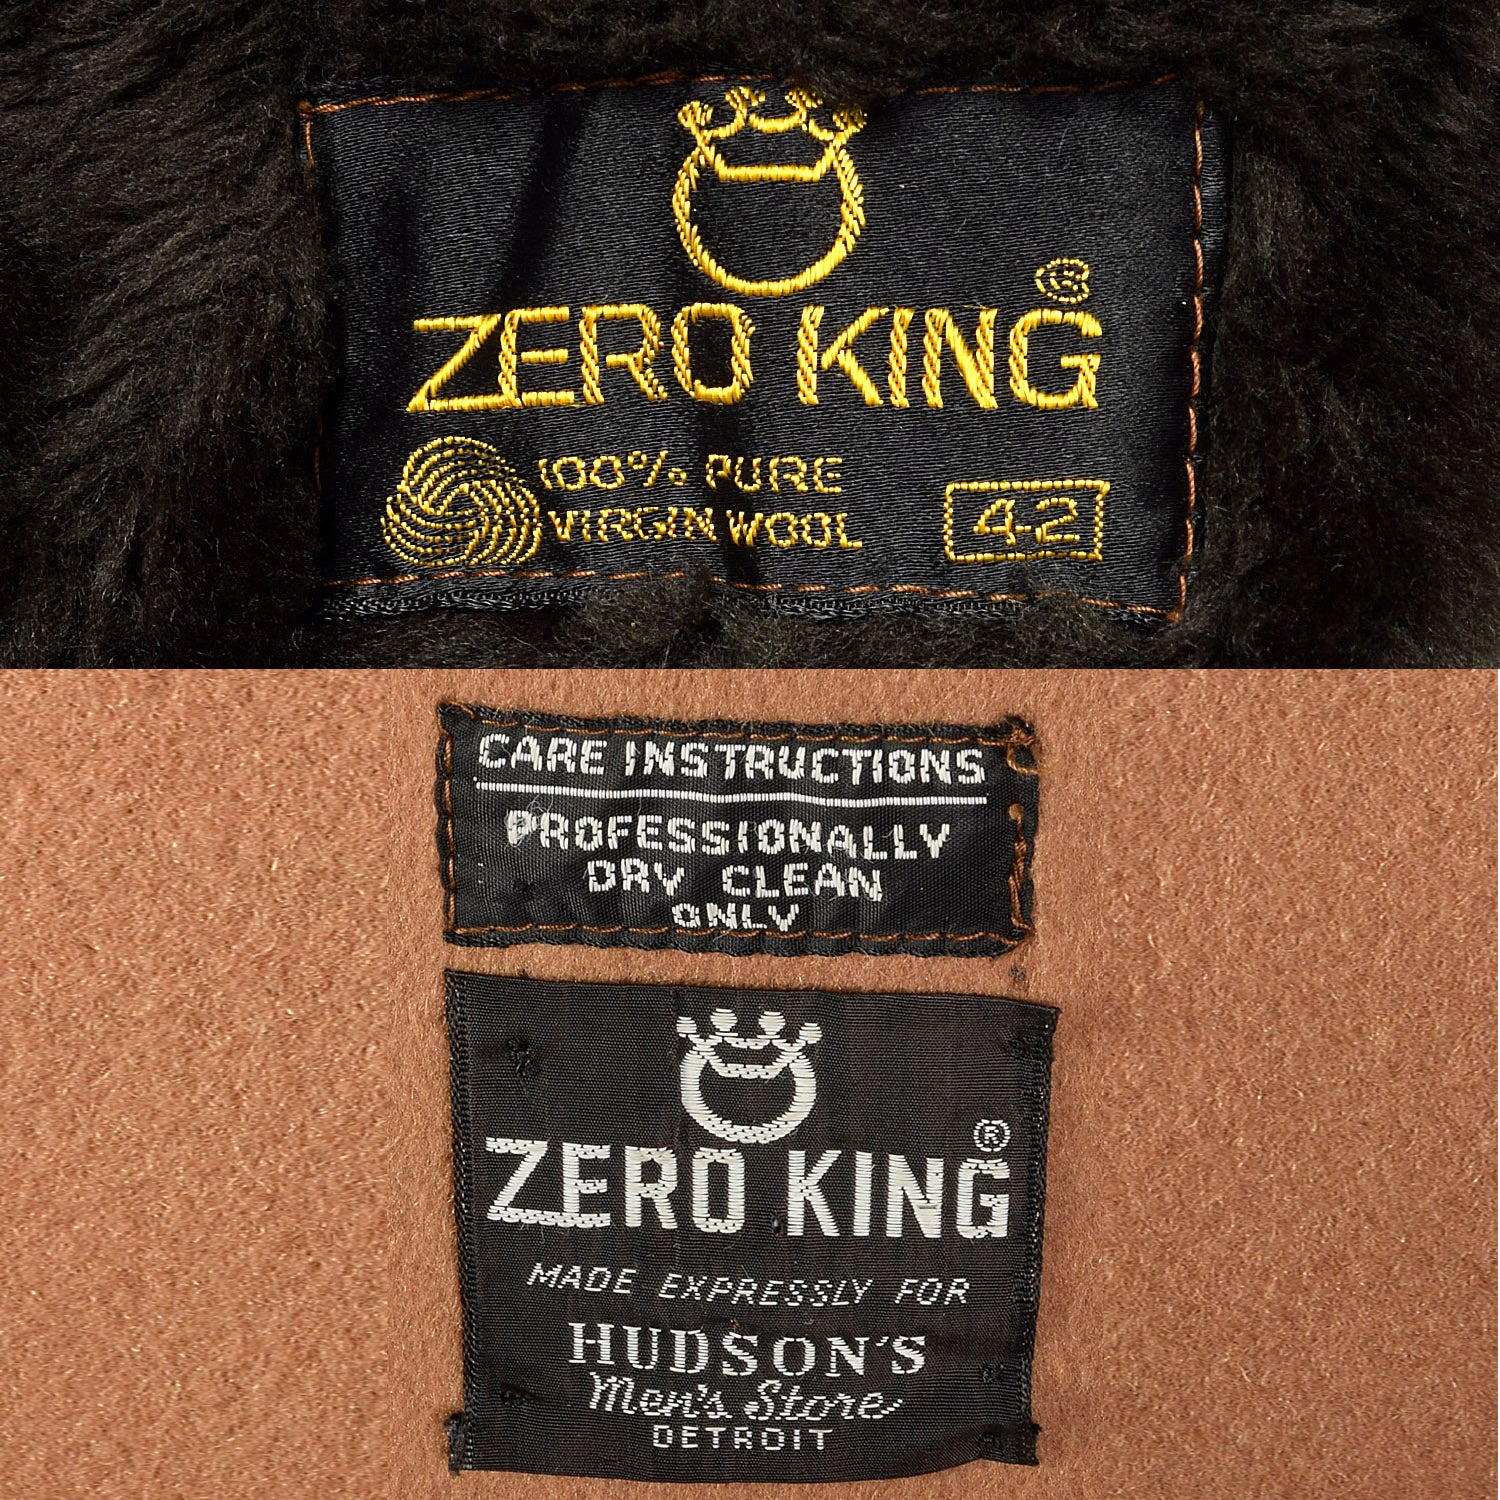 ZERO KING ®
100% PURE
VIRGIN WOOL
42
CARE INSTRUCTIONS
PROFESSIONALLY
DRY CLEAN
ONLY
ZERO KING ®
MADE EXPRESSLY FOR
HUDSON'S
Men's Store
DETROIT